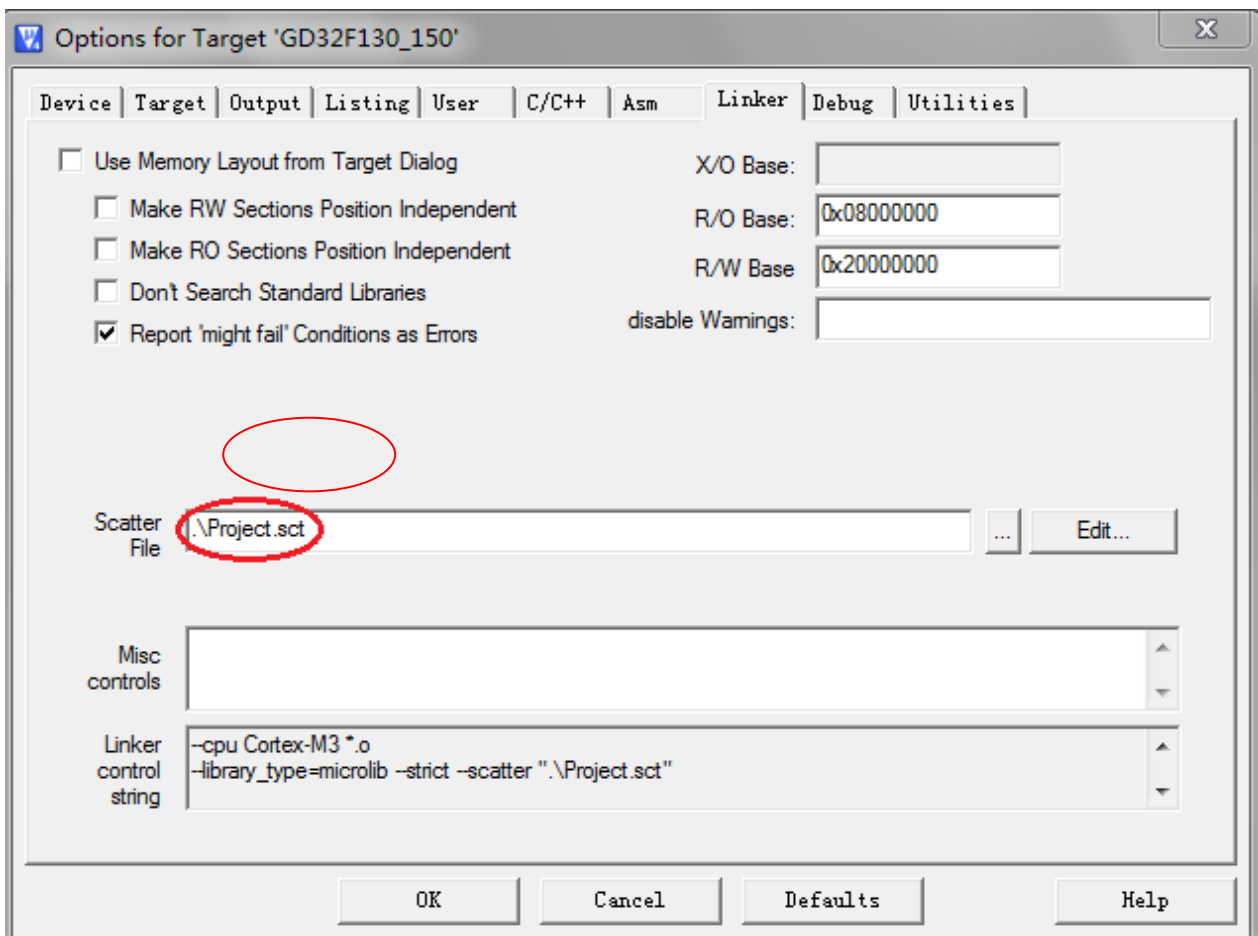 Options for Target 'GD32F130_150'
Device Target Output Listing User C/C++ Asm Linker Debug Utilities
Use Memory Layout from Target Dialog
Make RW Sections Position Independent
Make RO Sections Position Independent
Don't Search Standard Libraries
Report 'might fail' Conditions as Errors
X/O Base:
R/O Base: 0x08000000
R/W Base 0x20000000
disable Warnings:
Scatter
File
.\Project.sct
...
Edit...
Misc
controls
Linker
control
string
--cpu Cortex-M3 *.o
--library_type=microlib --strict --scatter ".\Project.sct"
OK Cancel Defaults Help